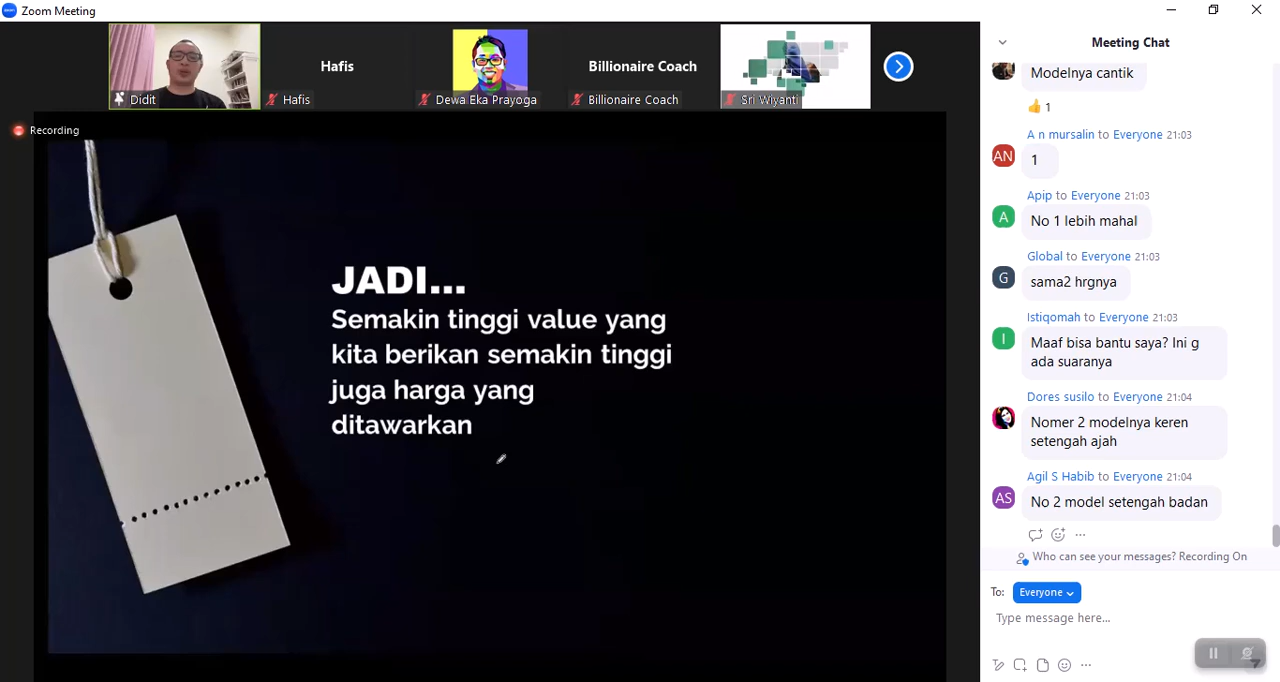 Zoom Meeting
Hafis
Billionaire Coach
Didit
Hafis
Dewa Eka Prayoga
Billionaire Coach
Sri Wiyanti
Recording
JADI...
Semakin tinggi value yang
kita berikan semakin tinggi
juga harga yang
ditawarkan
Meeting Chat
Modelnya cantik
👍 1
A n mursalin to Everyone 21:03
AN
1
Apip to Everyone 21:03
A
No 1 lebih mahal
Global to Everyone 21:03
G
sama2 hrgnya
Istiqomah to Everyone 21:03
I
Maaf bisa bantu saya? Ini g
ada suaranya
Dores susilo to Everyone 21:04
Nomer 2 modelnya keren
setengah ajah
Agil S Habib to Everyone 21:04
AS
No 2 model setengah badan
Who can see your messages? Recording On
To: Everyone
Type message here...